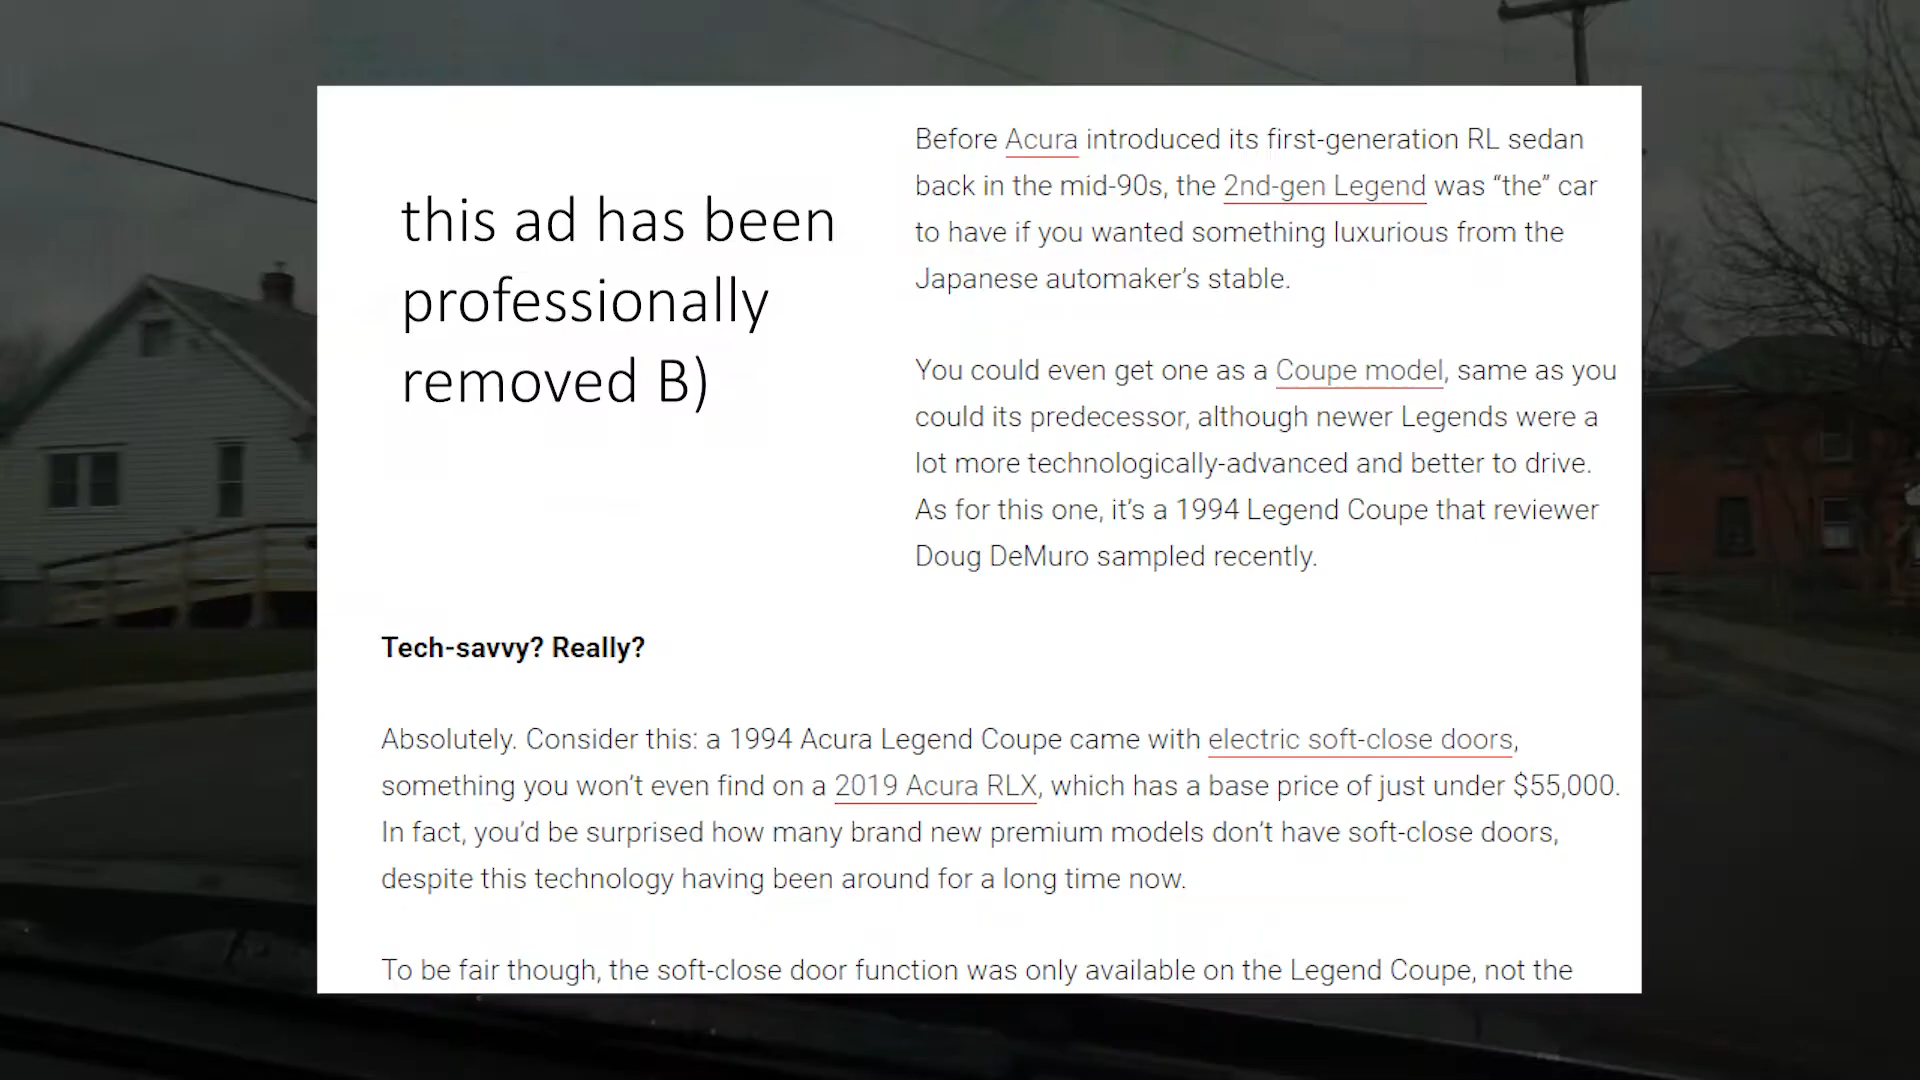 this ad has been
professionally
removed B)
Before Acura introduced its first-generation RL sedan
back in the mid-90s, the 2nd-gen Legend was “the” car
to have if you wanted something luxurious from the
Japanese automaker’s stable.
You could even get one as a Coupe model, same as you
could its predecessor, although newer Legends were a
lot more technologically-advanced and better to drive.
As for this one, it’s a 1994 Legend Coupe that reviewer
Doug DeMuro sampled recently.
Tech-savvy? Really?
Absolutely. Consider this: a 1994 Acura Legend Coupe came with electric soft-close doors,
something you won’t even find on a 2019 Acura RLX, which has a base price of just under $55,000.
In fact, you’d be surprised how many brand new premium models don’t have soft-close doors,
despite this technology having been around for a long time now.
To be fair though, the soft-close door function was only available on the Legend Coupe, not the